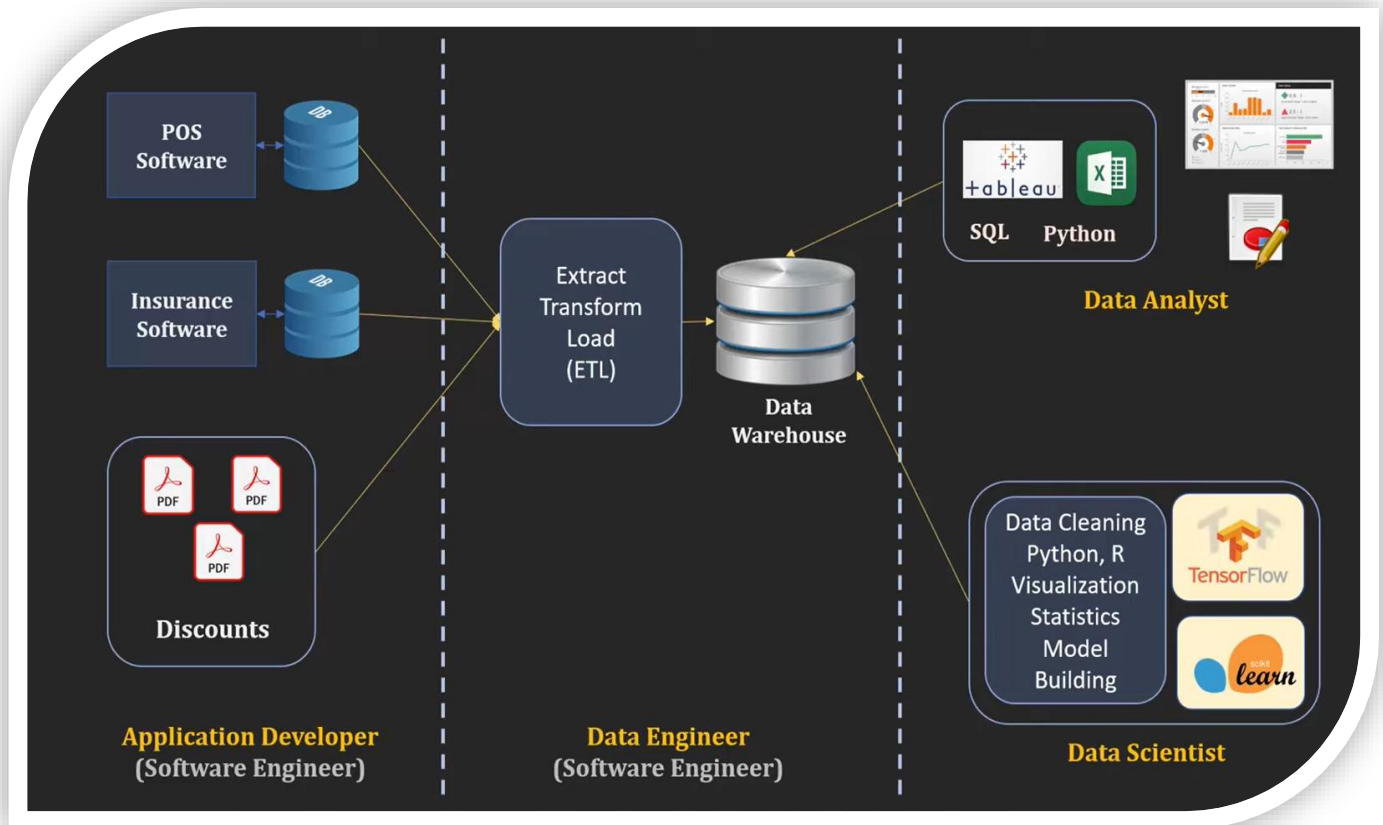 POS
Software
DB
Insurance
Software
DB
PDF
PDF
PDF
Discounts
Application Developer
(Software Engineer)
Extract
Transform
Load
(ETL)
Data
Warehouse
Data Engineer
(Software Engineer)
+ableau
SQL Python
X
Data Analyst
Data Cleaning
Python, R
Visualization
Statistics
Model
Building
TensorFlow
scikit
learn
Data Scientist